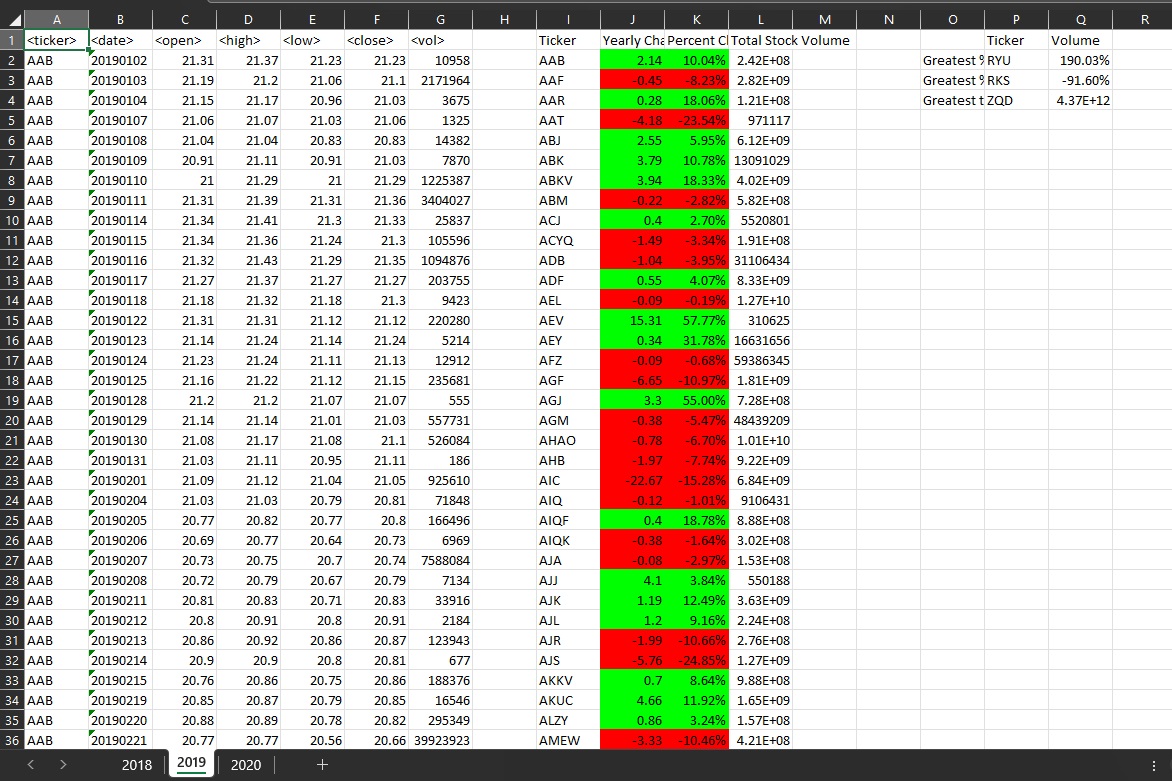 A B C D E F G H I J K L M N O P Q R
1 <ticker> <date> <open> <high> <low> <close> <vol> Ticker Yearly Cha Percent Cl Total Stock Volume Ticker Volume
2 AAB 20190102 21.31 21.37 21.23 21.23 10958 AAB 2.14 10.04% 2.42E+08 Greatest % RYU 190.03%
3 AAB 20190103 21.19 21.2 21.06 21.1 2171964 AAF -0.45 -8.23% 2.82E+09 Greatest % RKS -91.60%
4 AAB 20190104 21.15 21.17 20.96 21.03 3675 AAR 0.28 18.06% 1.21E+08 Greatest t ZQD 4.37E+12
5 AAB 20190107 21.06 21.07 21.03 21.06 1325 AAT -4.18 -23.54% 971117
6 AAB 20190108 21.04 21.04 20.83 20.83 14382 ABJ 2.55 5.95% 6.12E+09
7 AAB 20190109 20.91 21.11 20.91 21.03 7870 ABK 3.79 10.78% 13091029
8 AAB 20190110 21 21.29 21 21.29 1225387 ABKV 3.94 18.33% 4.02E+09
9 AAB 20190111 21.31 21.39 21.31 21.36 3404027 ABM -0.22 -2.82% 5.82E+08
10 AAB 20190114 21.34 21.41 21.3 21.33 25837 ACJ 0.4 2.70% 5520801
11 AAB 20190115 21.34 21.36 21.24 21.3 105596 ACYQ -1.49 -3.34% 1.91E+08
12 AAB 20190116 21.32 21.43 21.29 21.35 1094876 ADB -1.04 -3.95% 31106434
13 AAB 20190117 21.27 21.37 21.27 21.27 203755 ADF 0.55 4.07% 8.33E+09
14 AAB 20190118 21.18 21.32 21.18 21.3 9423 AEL -0.09 -0.19% 1.27E+10
15 AAB 20190122 21.31 21.31 21.12 21.12 220280 AEV 15.31 57.77% 310625
16 AAB 20190123 21.14 21.24 21.14 21.24 5214 AEY 0.34 31.78% 16631656
17 AAB 20190124 21.23 21.24 21.11 21.13 12912 AFZ -0.09 -0.68% 59386345
18 AAB 20190125 21.16 21.22 21.12 21.15 235681 AGF -6.65 -10.97% 1.81E+09
19 AAB 20190128 21.2 21.2 21.07 21.07 555 AGJ 3.3 55.00% 7.28E+08
20 AAB 20190129 21.14 21.14 21.01 21.03 557731 AGM -0.38 -5.47% 48439209
21 AAB 20190130 21.08 21.17 21.08 21.1 526084 AHAO -0.78 -6.70% 1.01E+10
22 AAB 20190131 21.03 21.11 20.95 21.11 186 AHB -1.97 -7.74% 9.22E+09
23 AAB 20190201 21.09 21.12 21.04 21.05 925610 AIC -22.67 -15.28% 6.84E+09
24 AAB 20190204 21.03 21.03 20.79 20.81 71848 AIQ -0.12 -1.01% 9106431
25 AAB 20190205 20.77 20.82 20.77 20.8 166496 AIQF 0.4 18.78% 8.88E+08
26 AAB 20190206 20.69 20.77 20.64 20.73 6969 AIQK -0.38 -1.64% 3.02E+08
27 AAB 20190207 20.73 20.75 20.7 20.74 7588084 AJA -0.08 -2.97% 1.53E+08
28 AAB 20190208 20.72 20.79 20.67 20.79 7134 AJJ 4.1 3.84% 550188
29 AAB 20190211 20.81 20.83 20.71 20.83 33916 AJK 1.19 12.49% 3.63E+09
30 AAB 20190212 20.8 20.91 20.8 20.91 2184 AJL 1.2 9.16% 2.24E+08
31 AAB 20190213 20.86 20.92 20.86 20.87 123943 AJR -1.99 -10.66% 2.76E+08
32 AAB 20190214 20.9 20.9 20.8 20.81 677 AJS -5.76 -24.85% 1.27E+09
33 AAB 20190215 20.76 20.86 20.75 20.86 188376 AKKV 0.7 8.64% 9.88E+08
34 AAB 20190219 20.85 20.87 20.79 20.85 16546 AKUC 4.66 11.92% 1.65E+09
35 AAB 20190220 20.88 20.89 20.78 20.82 295349 ALZY 0.86 3.24% 1.57E+08
36 AAB 20190221 20.77 20.77 20.56 20.66 39923923 AMEW -3.33 -10.46% 4.21E+08
2018 2019 2020